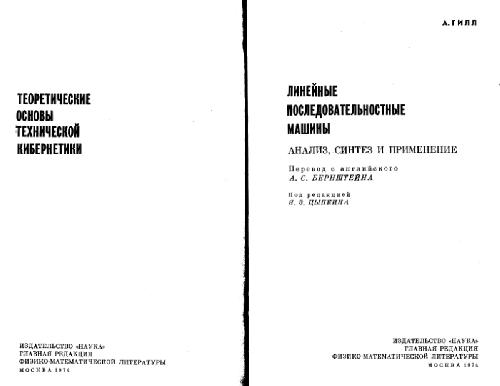 ТЕОРЕТИЧЕСКИЕ
ОСНОВЫ
ТЕХНИЧЕСКОЙ
КИБЕРНЕТИКИ
ИЗДАТЕЛЬСТВО «НАУКА»
ГЛАВНАЯ РЕДАКЦИЯ
ФИЗИКО-МАТЕМАТИЧЕСКОЙ ЛИТЕРАТУРЫ
МОСКВА 1974
А. ГИЛЛ
ЛИНЕЙНЫЕ
ПОСЛЕДОВАТЕЛЬНОСТНЫЕ
МАШИНЫ
АНАЛИЗ, СИНТЕЗ И ПРИМЕНЕНИЕ
Перевод с английского
А. С. БЕРНШТЕЙНА
Под редакцией
Я. З. ЦЫПКИНА
ИЗДАТЕЛЬСТВО «НАУКА»
ГЛАВНАЯ РЕДАКЦИЯ
ФИЗИКО-МАТЕМАТИЧЕСКОЙ ЛИТЕРАТУРЫ
МОСКВА 1974